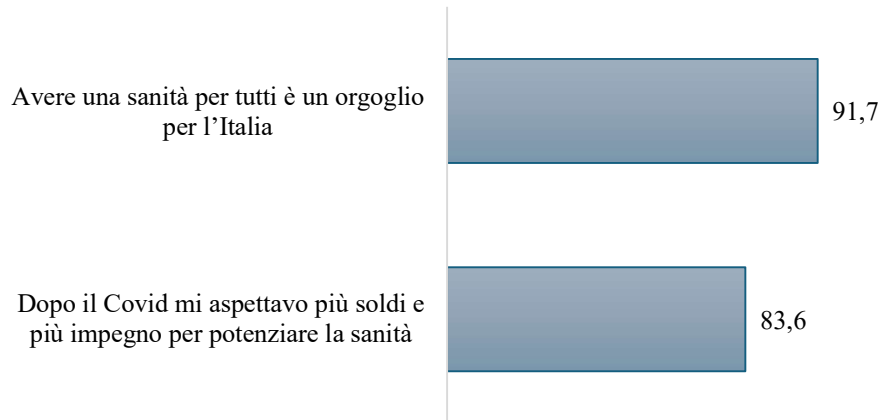 Avere una sanità per tutti è un orgoglio
per l’Italia
91,7
Dopo il Covid mi aspettavo più soldi e
più impegno per potenziare la sanità
83,6